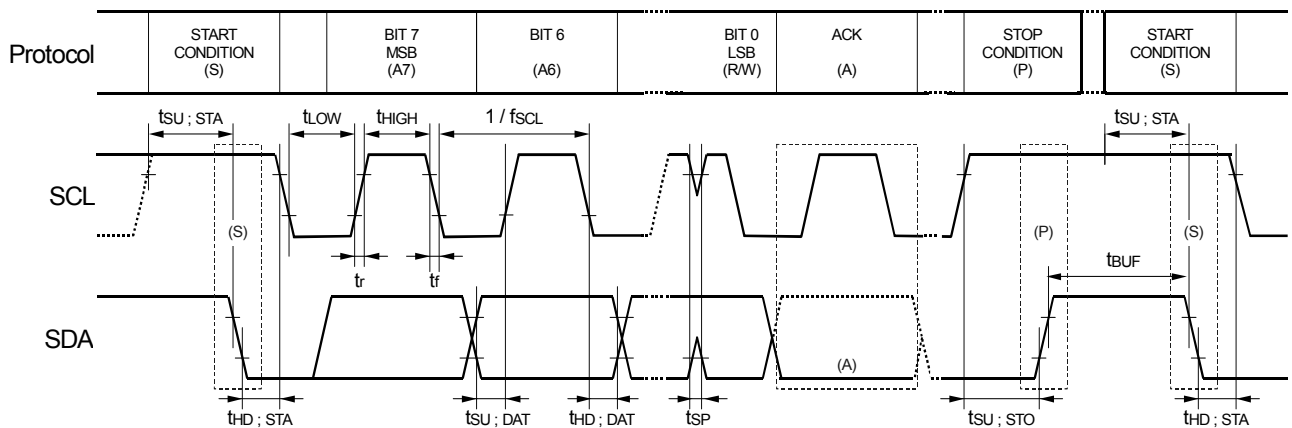 Protocol
START
CONDITION
(S)
BIT 7
MSB
(A7)
BIT 6
(A6)
BIT 0
LSB
(R/W)
ACK
(A)
STOP
CONDITION
(P)
START
CONDITION
(S)
tSU ; STA
tLOW
tHIGH
1 / fSCL
tSU ; STA
SCL
(S)
(P)
(S)
tr
tf
tBUF
SDA
(A)
tHD ; STA
tSU ; DAT
tHD ; DAT
tSP
tSU ; STO
tHD ; STA